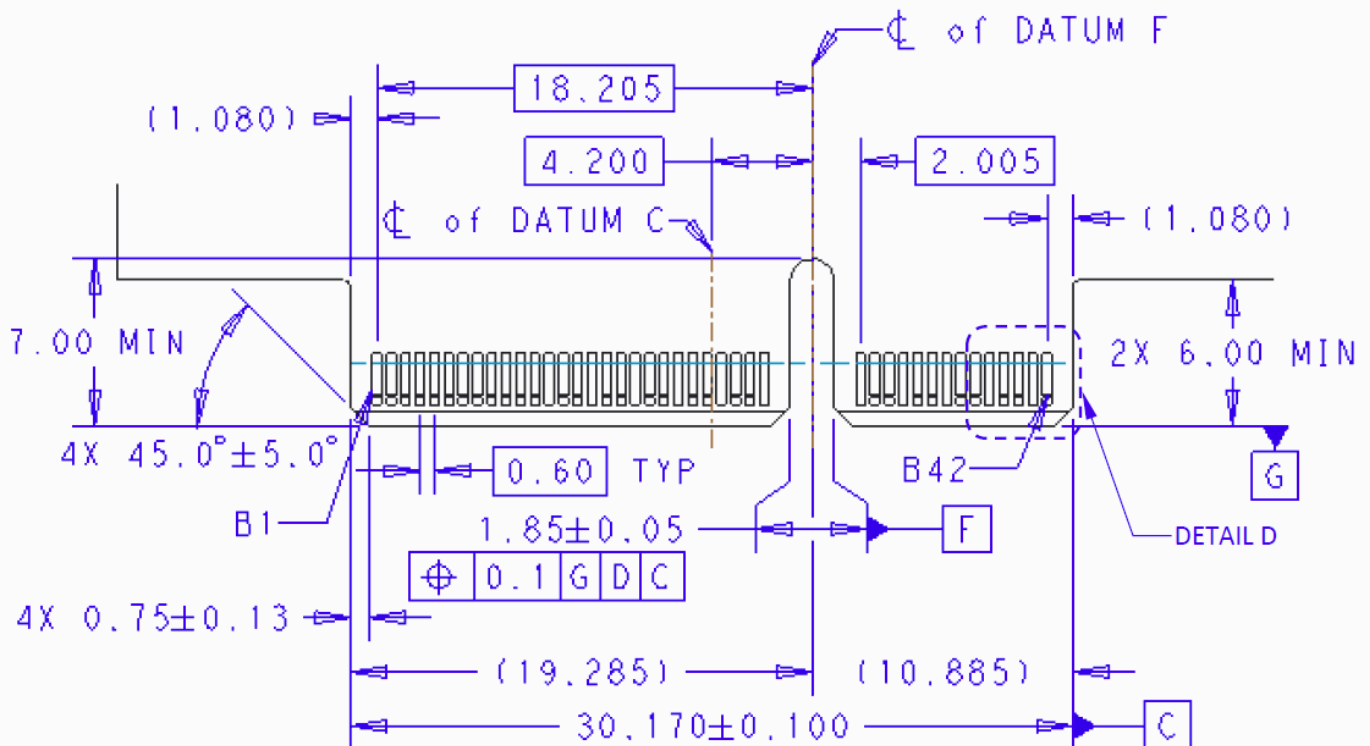 ℄ of DATUM F
18.205
(1.080)
4.200
2.005
℄ of DATUM C
(1.080)
7.00 MIN
2X 6.00 MIN
4X 45.0°±5.0°
0.60 TYP
B42
G
B1
1.85±0.05
F
DETAIL D
⌖ 0.1 G D C
4X 0.75±0.13
(19.285)
(10.885)
30.170±0.100
C